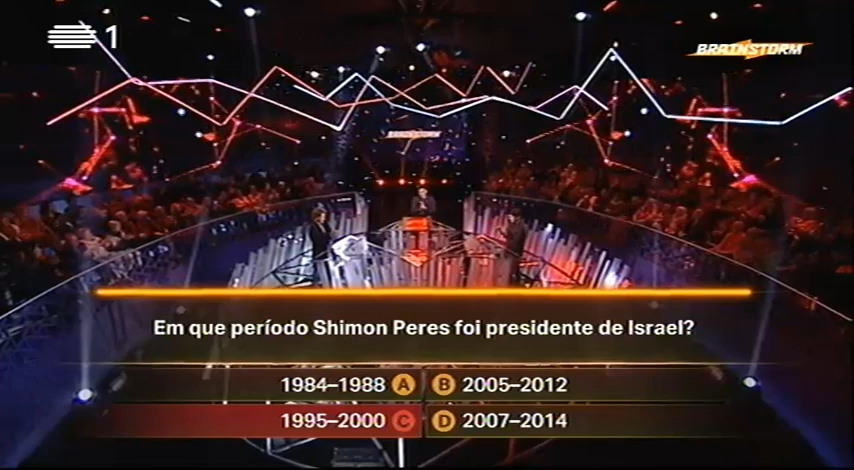 1
BRAINSTORM
BRAINSTORM
Em que período Shimon Peres foi presidente de Israel?
1984–1988 A B 2005–2012
1995–2000 C D 2007–2014